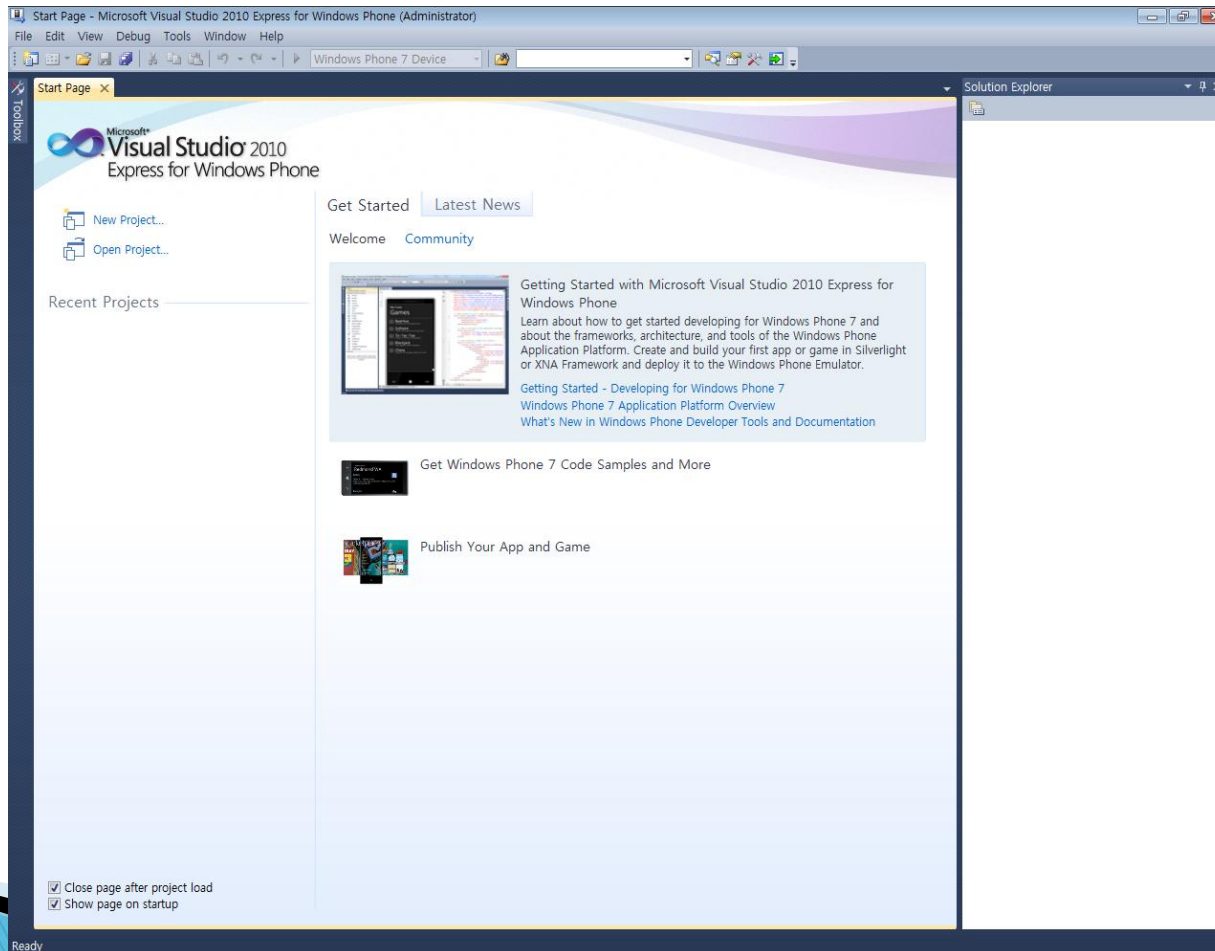 Start Page - Microsoft Visual Studio 2010 Express for Windows Phone (Administrator)
File Edit View Debug Tools Window Help
Windows Phone 7 Device
Toolbox
Start Page
Solution Explorer
Microsoft®
Visual Studio® 2010
Express for Windows Phone
New Project...
Open Project...
Recent Projects
Get Started Latest News
Welcome Community
Getting Started with Microsoft Visual Studio 2010 Express for
Windows Phone
Learn about how to get started developing for Windows Phone 7 and
about the frameworks, architecture, and tools of the Windows Phone
Application Platform. Create and build your first app or game in Silverlight
or XNA Framework and deploy it to the Windows Phone Emulator.
Getting Started - Developing for Windows Phone 7
Windows Phone 7 Application Platform Overview
What's New in Windows Phone Developer Tools and Documentation
Games
Get Windows Phone 7 Code Samples and More
Publish Your App and Game
Close page after project load
Show page on startup
Ready